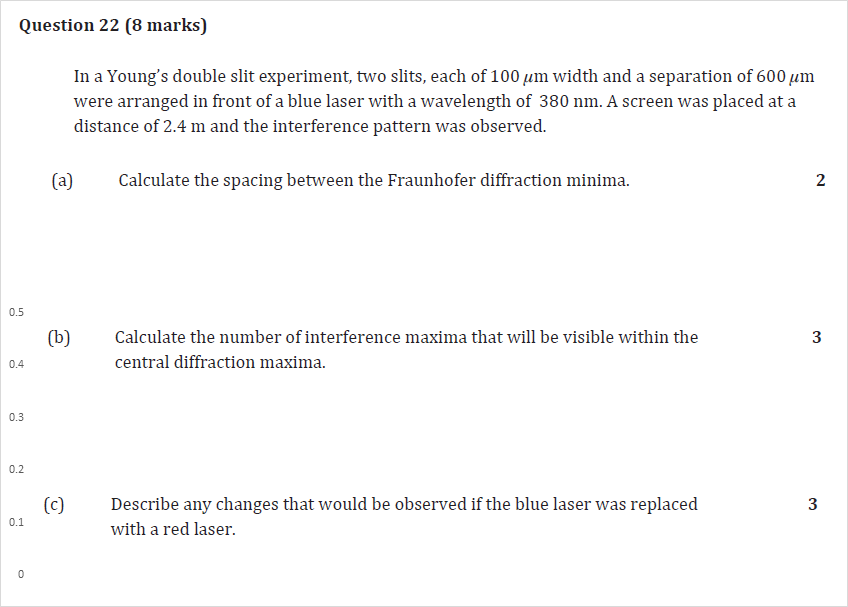 Question 22 (8 marks)
In a Young's double slit experiment, two slits, each of 100 μm width and a separation of 600 μm
were arranged in front of a blue laser with a wavelength of 380 nm. A screen was placed at a
distance of 2.4 m and the interference pattern was observed.
(a) Calculate the spacing between the Fraunhofer diffraction minima. 2
0.5
(b) Calculate the number of interference maxima that will be visible within the 3
central diffraction maxima.
0.4
0.3
0.2
(c) Describe any changes that would be observed if the blue laser was replaced 3
with a red laser.
0.1
0